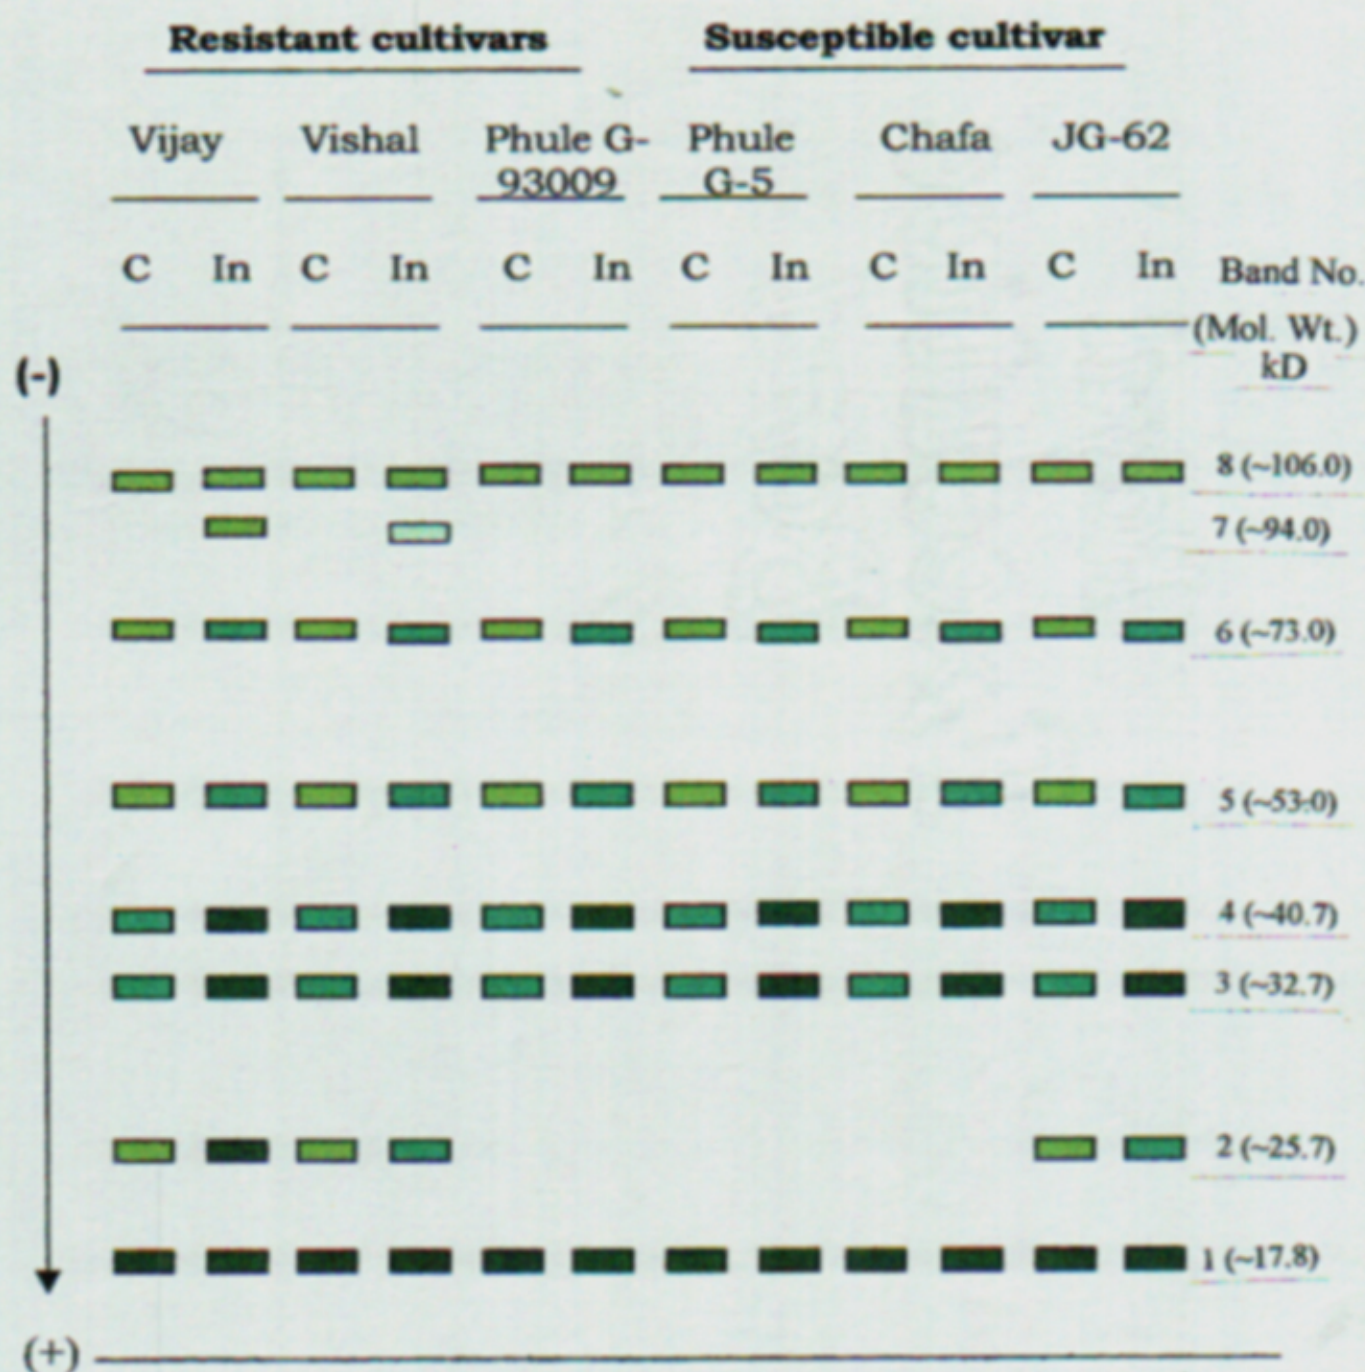 Resistant cultivars Susceptible cultivar
Vijay Vishal Phule G-93009 Phule G-5 Chafa JG-62
C In C In C In C In C In C In Band No.
(Mol. Wt.)
kD
(-)
8 (~106.0)
7 (~94.0)
6 (~73.0)
5 (~53.0)
4 (~40.7)
3 (~32.7)
2 (~25.7)
1 (~17.8)
(+)